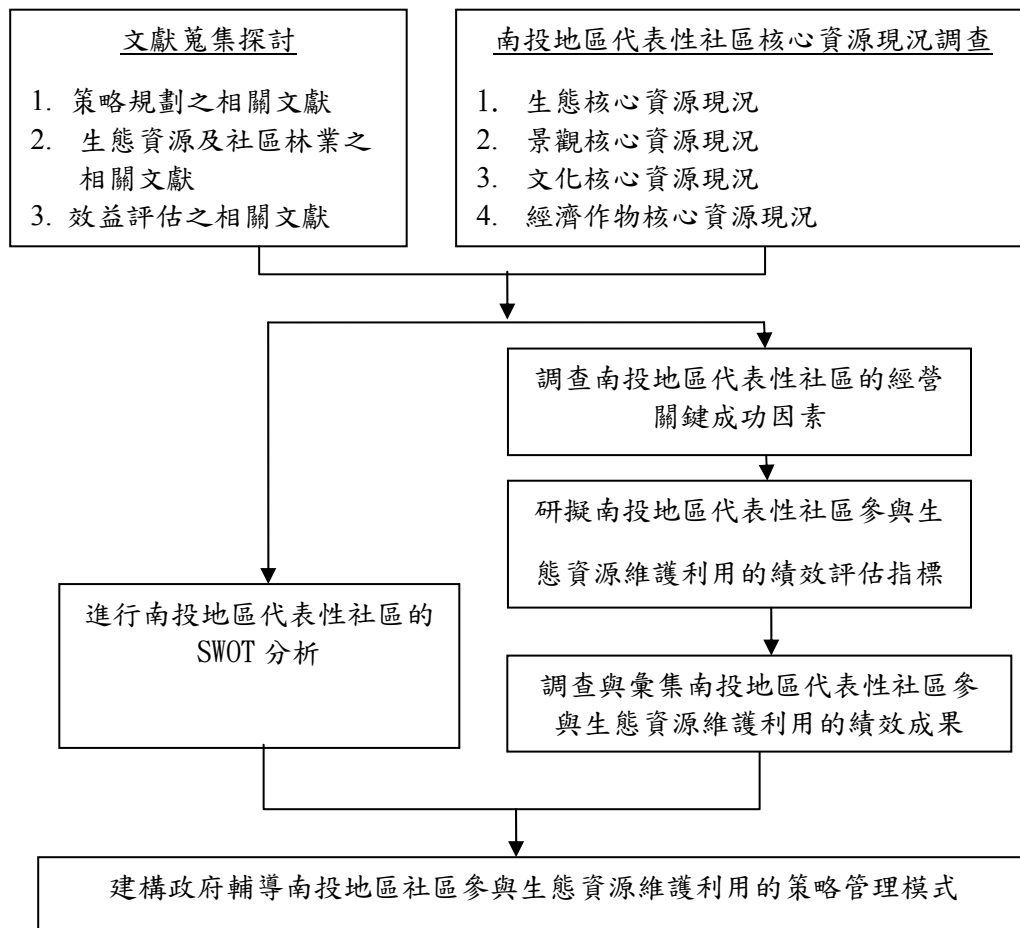 文獻蒐集探討
1. 策略規劃之相關文獻
2. 生態資源及社區林業之
相關文獻
3. 效益評估之相關文獻
南投地區代表性社區核心資源現況調查
1. 生態核心資源現況
2. 景觀核心資源現況
3. 文化核心資源現況
4. 經濟作物核心資源現況
調查南投地區代表性社區的經營
關鍵成功因素
研擬南投地區代表性社區參與生
態資源維護利用的績效評估指標
進行南投地區代表性社區的
SWOT 分析
調查與彙集南投地區代表性社區參
與生態資源維護利用的績效成果
建構政府輔導南投地區社區參與生態資源維護利用的策略管理模式